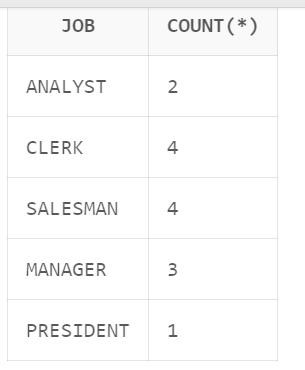 JOB COUNT(*)
ANALYST 2
CLERK 4
SALESMAN 4
MANAGER 3
PRESIDENT 1